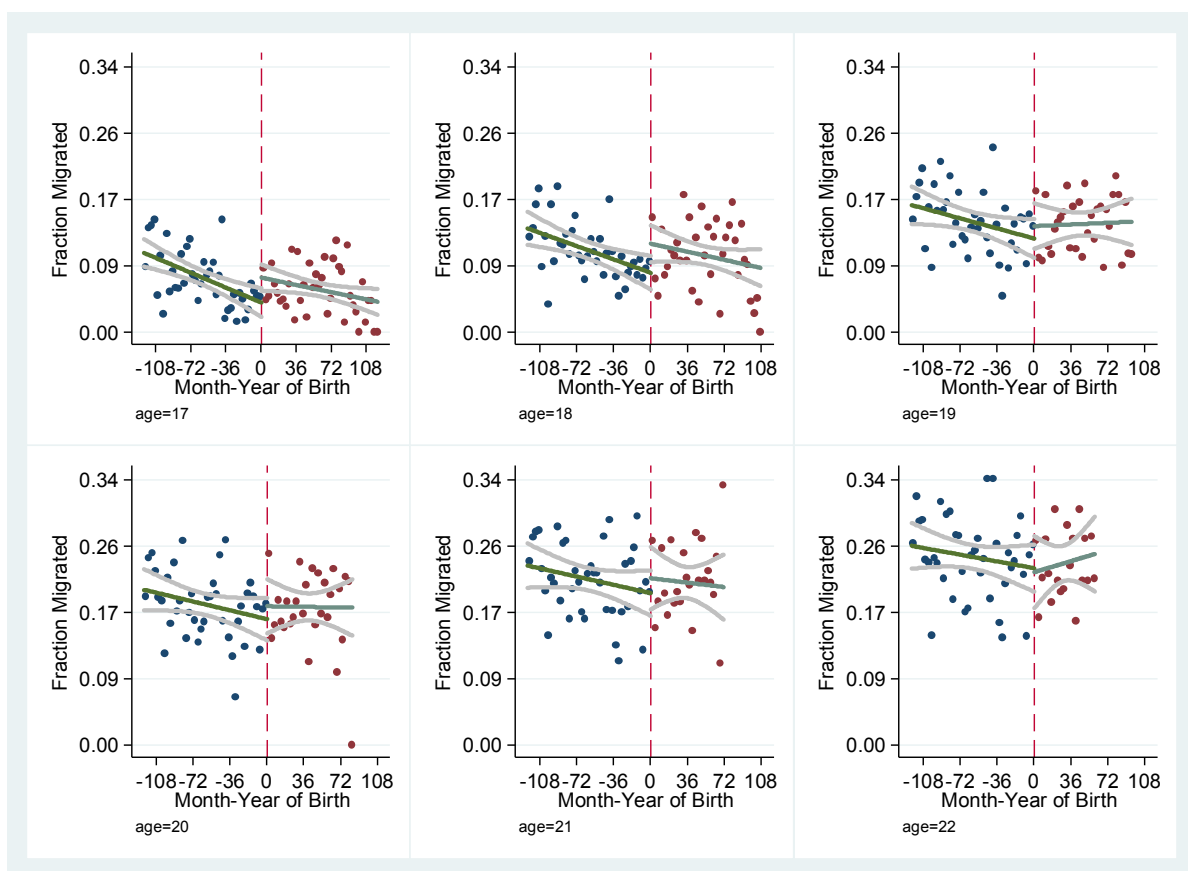 Fraction Migrated
0.34
0.26
0.17
0.09
0.00
-108 -72 -36 0 36 72 108
Month-Year of Birth
age=17
Fraction Migrated
0.34
0.26
0.17
0.09
0.00
-108 -72 -36 0 36 72 108
Month-Year of Birth
age=18
Fraction Migrated
0.34
0.26
0.17
0.09
0.00
-108 -72 -36 0 36 72 108
Month-Year of Birth
age=19
Fraction Migrated
0.34
0.26
0.17
0.09
0.00
-108 -72 -36 0 36 72 108
Month-Year of Birth
age=20
Fraction Migrated
0.34
0.26
0.17
0.09
0.00
-108 -72 -36 0 36 72 108
Month-Year of Birth
age=21
Fraction Migrated
0.34
0.26
0.17
0.09
0.00
-108 -72 -36 0 36 72 108
Month-Year of Birth
age=22